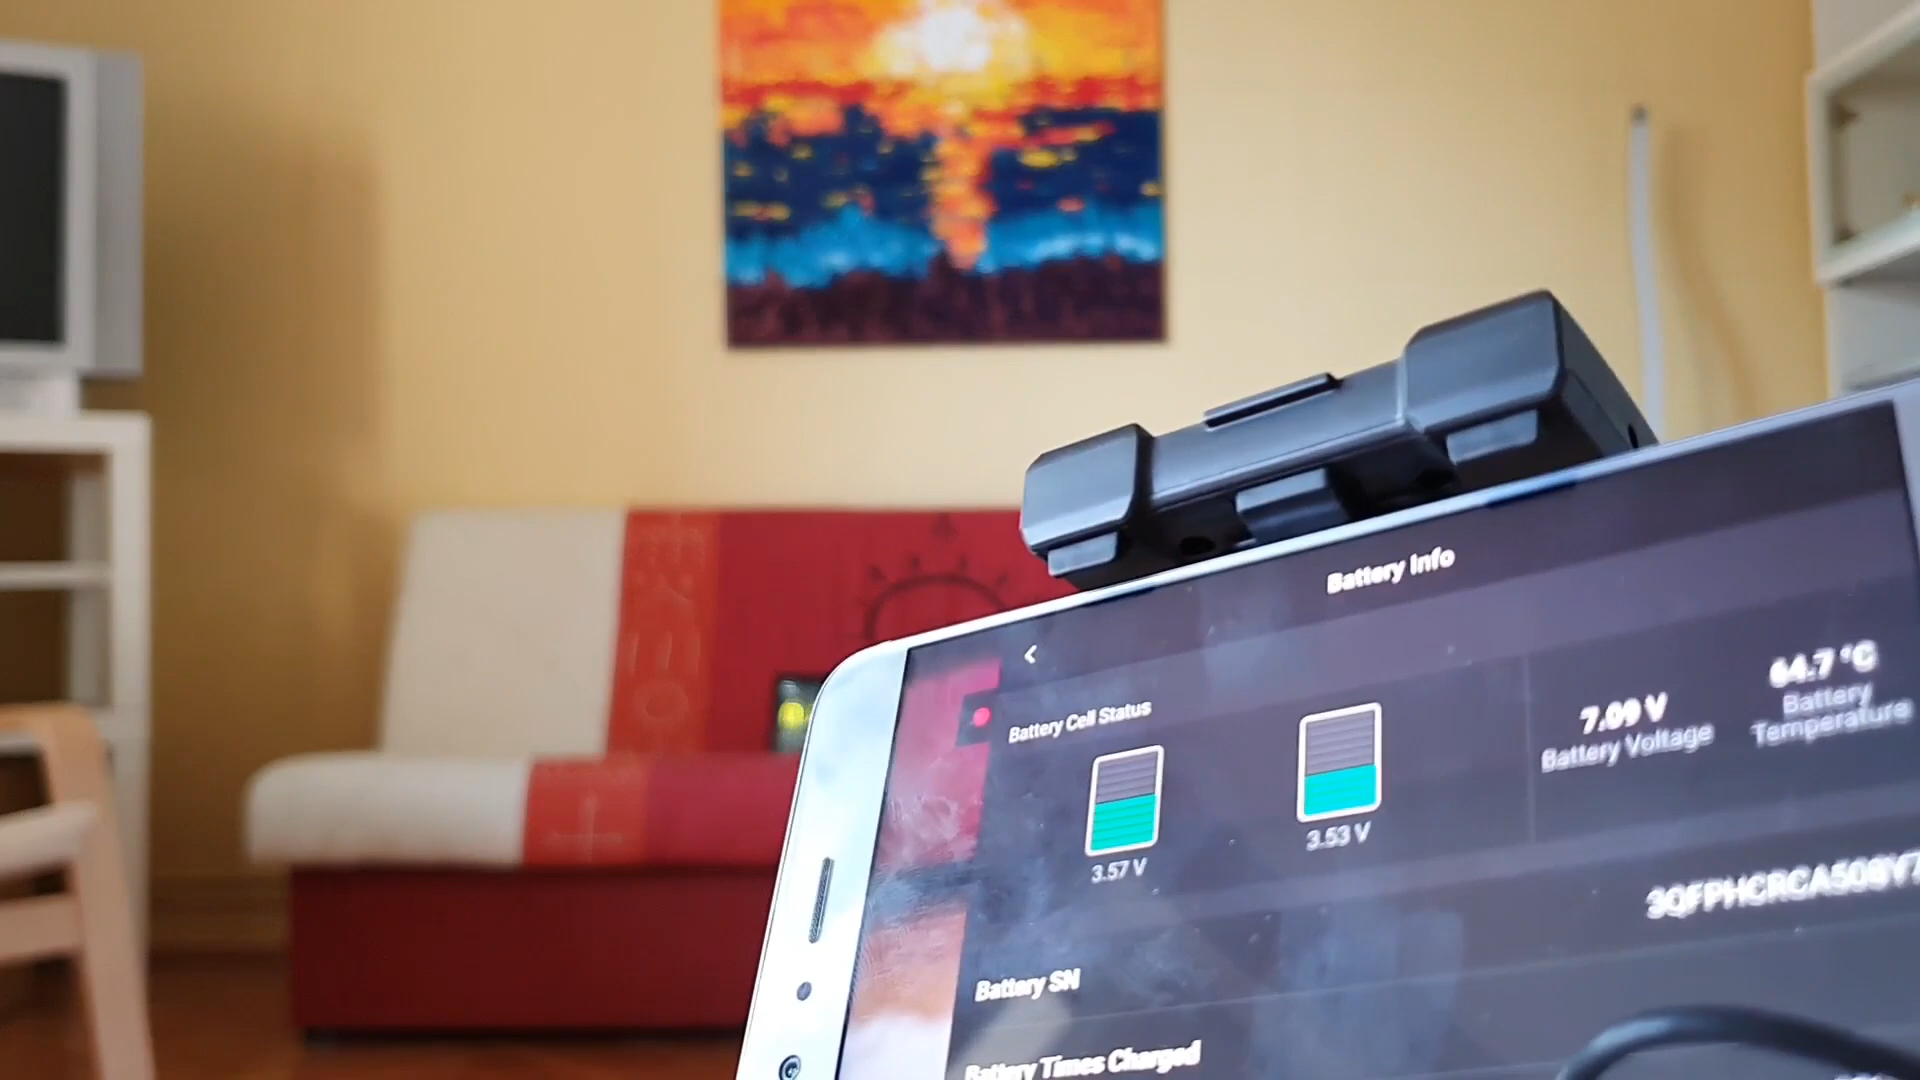 Battery Info
Battery Cell Status
3.57 V
3.53 V
7.09 V
Battery Voltage
64.7 °C
Battery
Temperature
Battery SN
Battery Times Charged